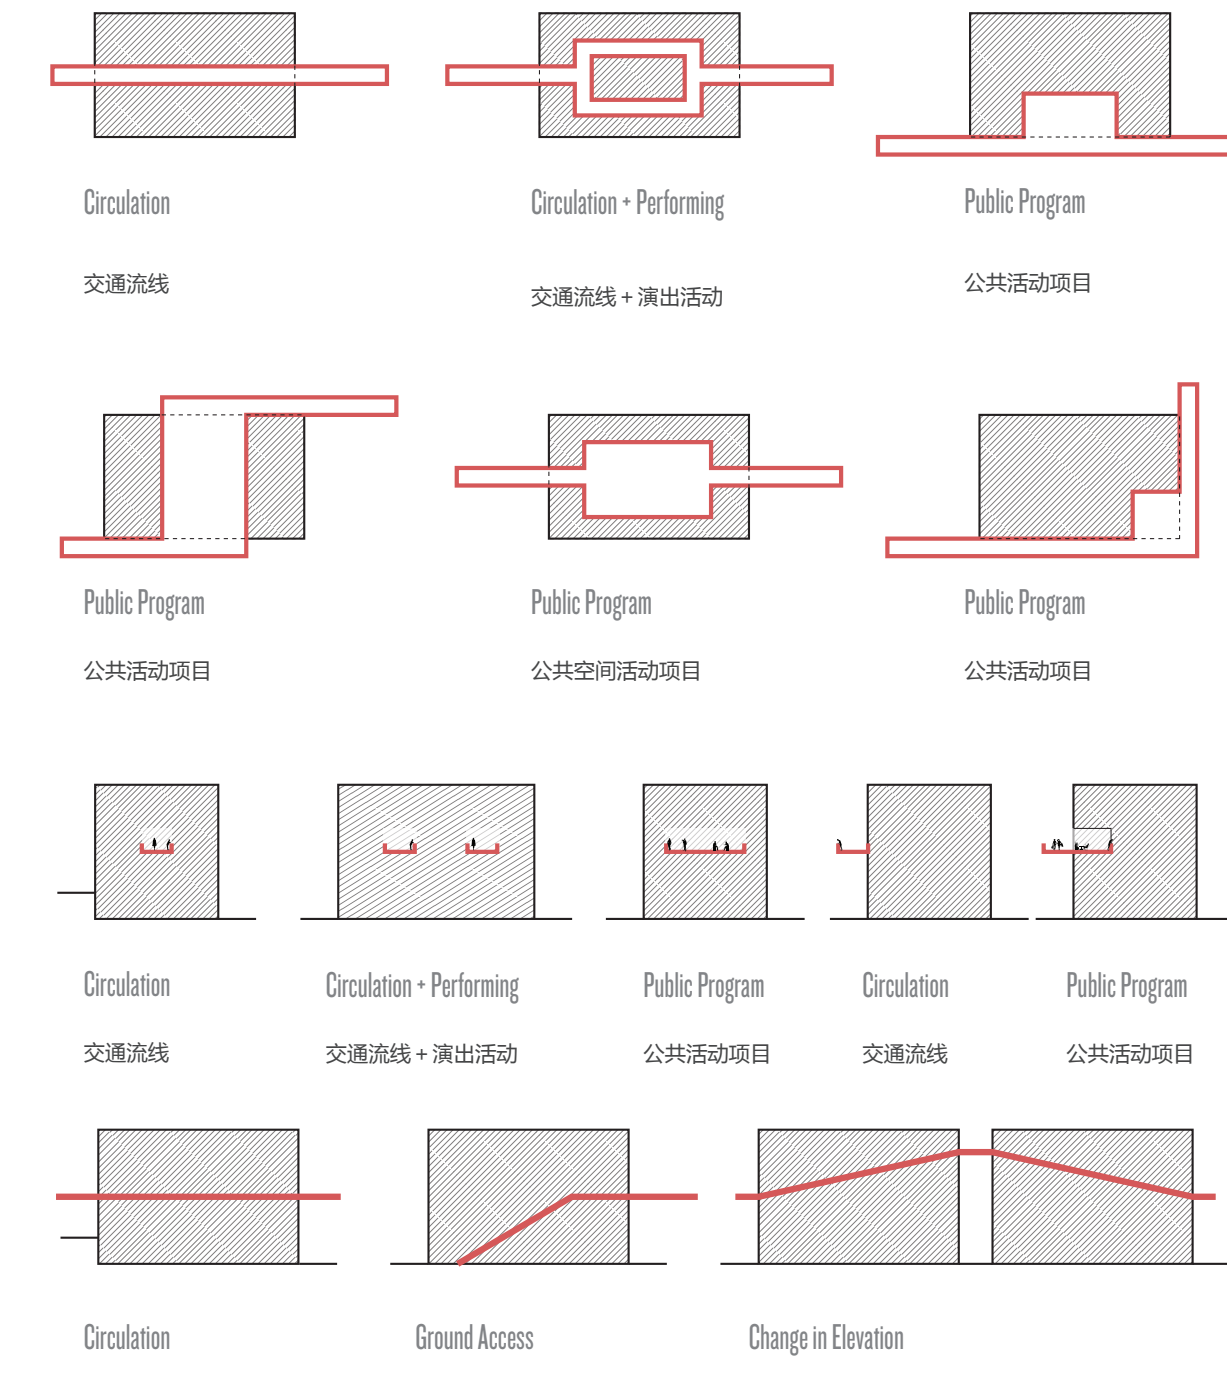 Circulation
Circulation + Performing
Public Program
交通流线
交通流线 + 演出活动
公共活动项目
Public Program
Public Program
Public Program
公共活动项目
公共空间活动项目
公共活动项目
Circulation
Circulation + Performing
Public Program
Circulation
Public Program
交通流线
交通流线 + 演出活动
公共活动项目
交通流线
公共活动项目
Circulation
Ground Access
Change in Elevation